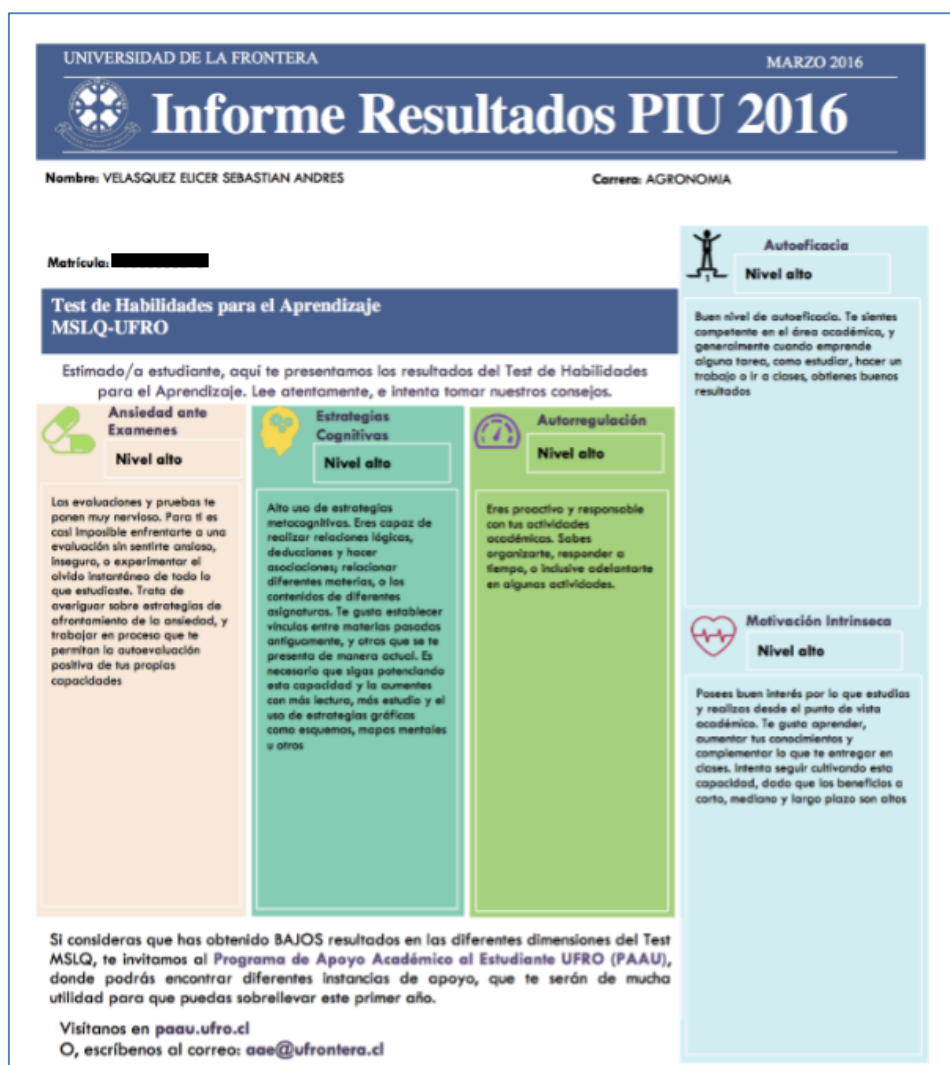 UNIVERSIDAD DE LA FRONTERA
MARZO 2016
Informe Resultados PIU 2016
Nombre: VELASQUEZ ELICER SEBASTIAN ANDRES
Carrera: AGRONOMIA
Matrícula:
Test de Habilidades para el Aprendizaje
MSLQ-UFRO
Estimado/a estudiante, aquí te presentamos los resultados del Test de Habilidades
para el Aprendizaje. Lee atentamente, e intenta tomar nuestros consejos.
Ansiedad ante
Examenes
Nivel alto
Las evaluaciones y pruebas te
ponen muy nervioso. Para ti es
casi imposible enfrentarte a una
evaluación sin sentirte ansioso,
inseguro, o experimentar el
olvido instantáneo de todo lo
que estudiaste. Trata de
averiguar sobre estrategias de
afrontamiento de la ansiedad, y
trabajar en proceso que te
permitan la autoevaluación
positiva de tus propias
capacidades
Estrategias
Cognitivas
Nivel alto
Alto uso de estrategias
metacognitivas. Eres capaz de
realizar relaciones lógicas,
deducciones y hacer
asociaciones; relacionar
diferentes materias, o los
contenidos de diferentes
asignaturas. Te gusta establecer
vínculos entre materias pasadas
antiguamente, y otras que se te
presenta de manera actual. Es
necesario que sigas potenciando
esta capacidad y la aumentes
con más lectura, más estudio y el
uso de estrategias gráficas
como esquemas, mapas mentales
u otros
Autorregulación
Nivel alto
Eres proactivo y responsable
con tus actividades
académicas. Sabes
organizarte, responder a
tiempo, o inclusive adelantarte
en algunas actividades.
Autoeficacia
Nivel alto
Buen nivel de autoeficacia. Te sientes
competente en el área académica, y
generalmente cuando emprende
alguna tarea, como estudiar, hacer un
trabajo o ir a clases, obtienes buenos
resultados
Motivación Intrínseca
Nivel alto
Posees buen interés por lo que estudias
y realizas desde el punto de vista
académico. Te gusta aprender,
aumentar tus conocimientos y
complementar lo que te entregar en
clases. Intenta seguir cultivando esta
capacidad, dado que los beneficios a
corto, mediano y largo plazo son altos
Si consideras que has obtenido BAJOS resultados en las diferentes dimensiones del Test
MSLQ, te invitamos al Programa de Apoyo Académico al Estudiante UFRO (PAAU),
donde podrás encontrar diferentes instancias de apoyo, que te serán de mucha
utilidad para que puedas sobrellevar este primer año.
Visítanos en paau.ufro.cl
O, escríbenos al correo: aae@ufrontera.cl